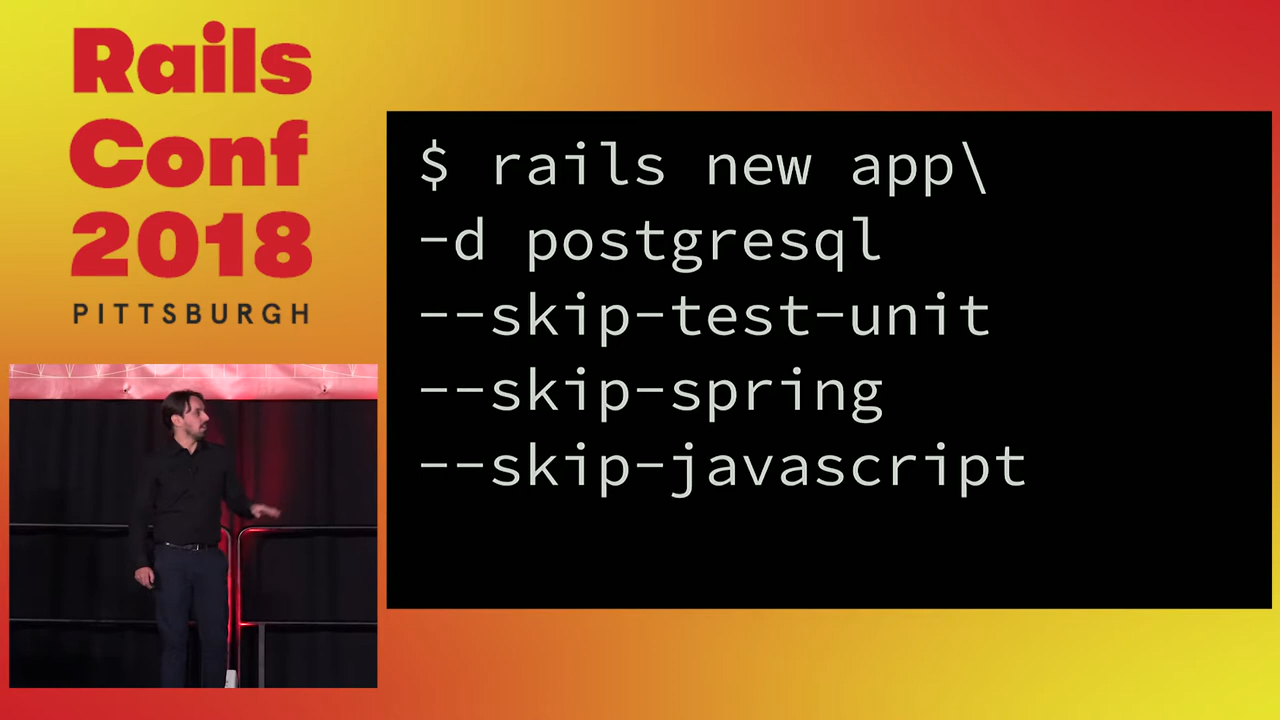 Rails
Conf
2018
PITTSBURGH
$ rails new app\
-d postgresql
--skip-test-unit
--skip-spring
--skip-javascript